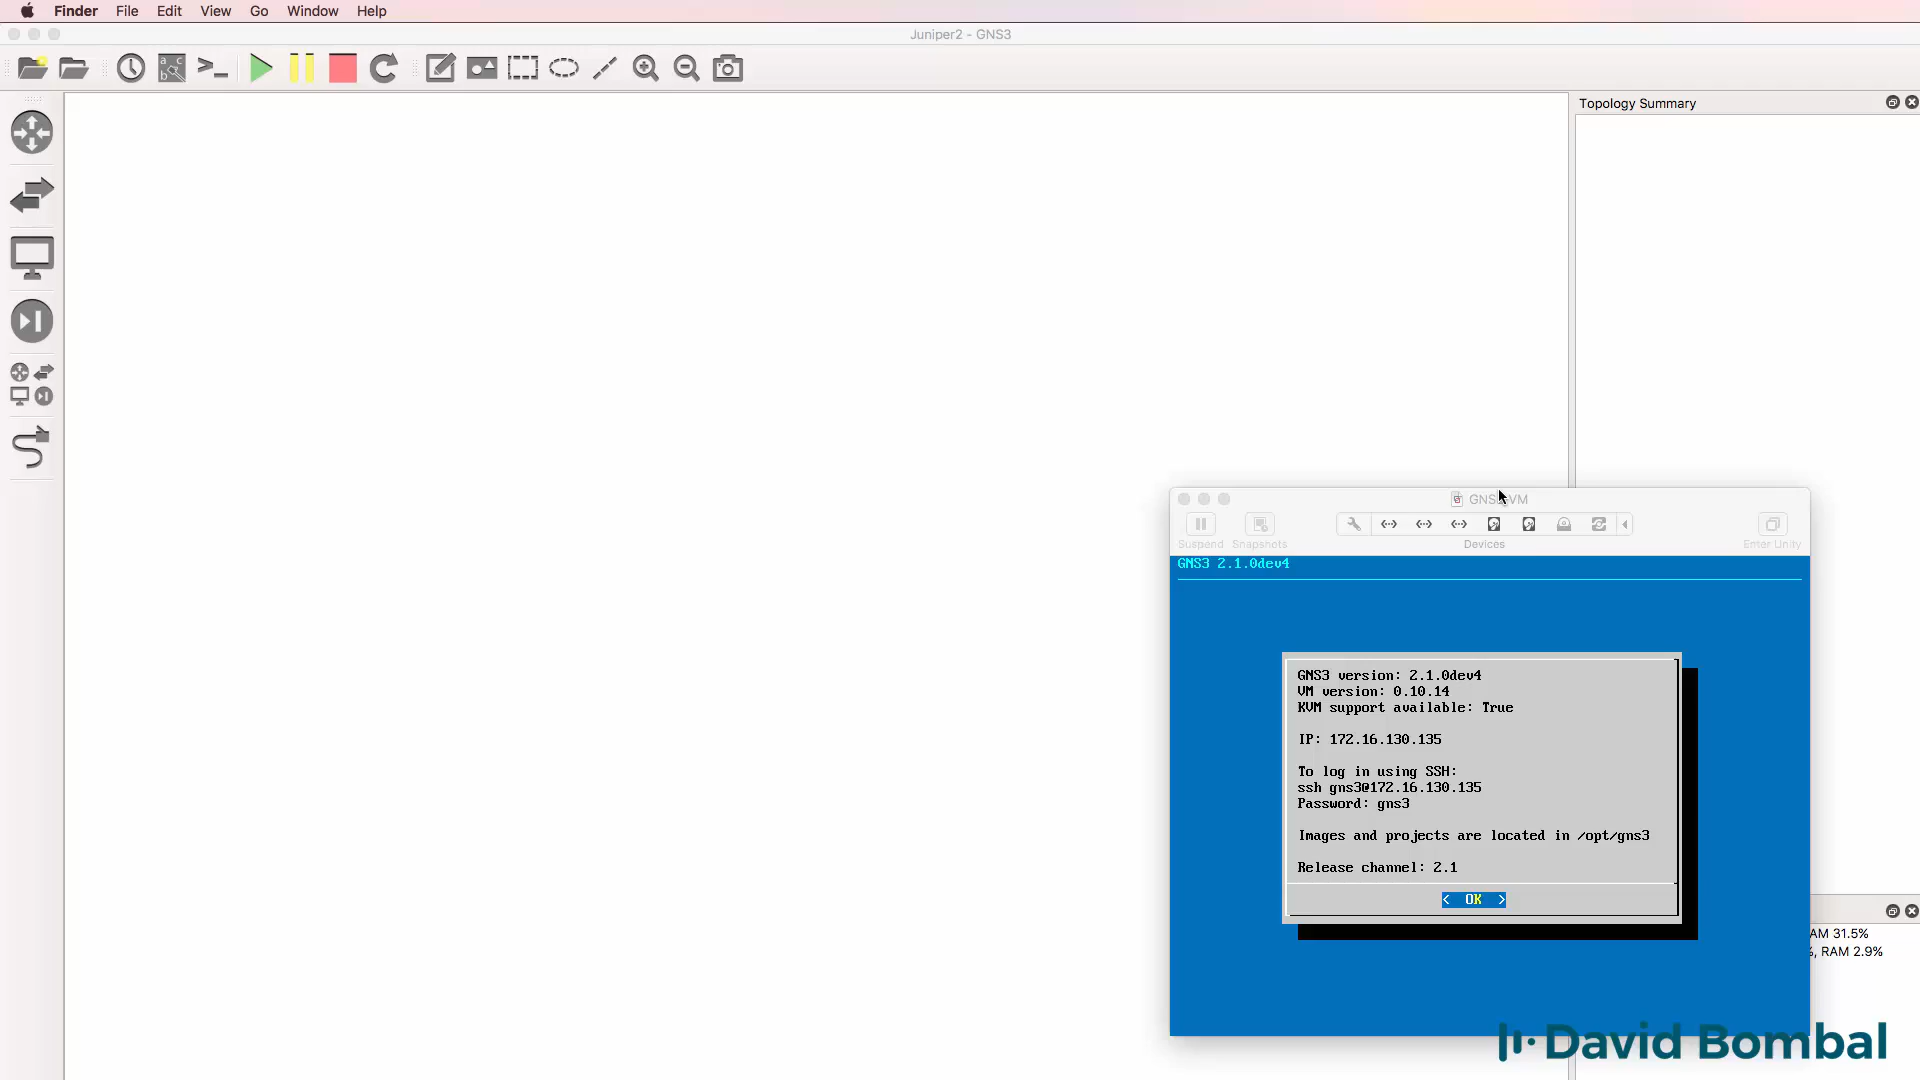 Finder File Edit View Go Window Help
Juniper2 - GNS3
Topology Summary
GNS3 VM
Suspend Snapshots Devices Enter Unity
GNS3 2.1.0dev4
GNS3 version: 2.1.0dev4
VM version: 0.10.14
KVM support available: True
IP: 172.16.130.135
To log in using SSH:
ssh gns3@172.16.130.135
Password: gns3
Images and projects are located in /opt/gns3
Release channel: 2.1
< OK >
AM 31.5%
%, RAM 2.9%
David Bombal